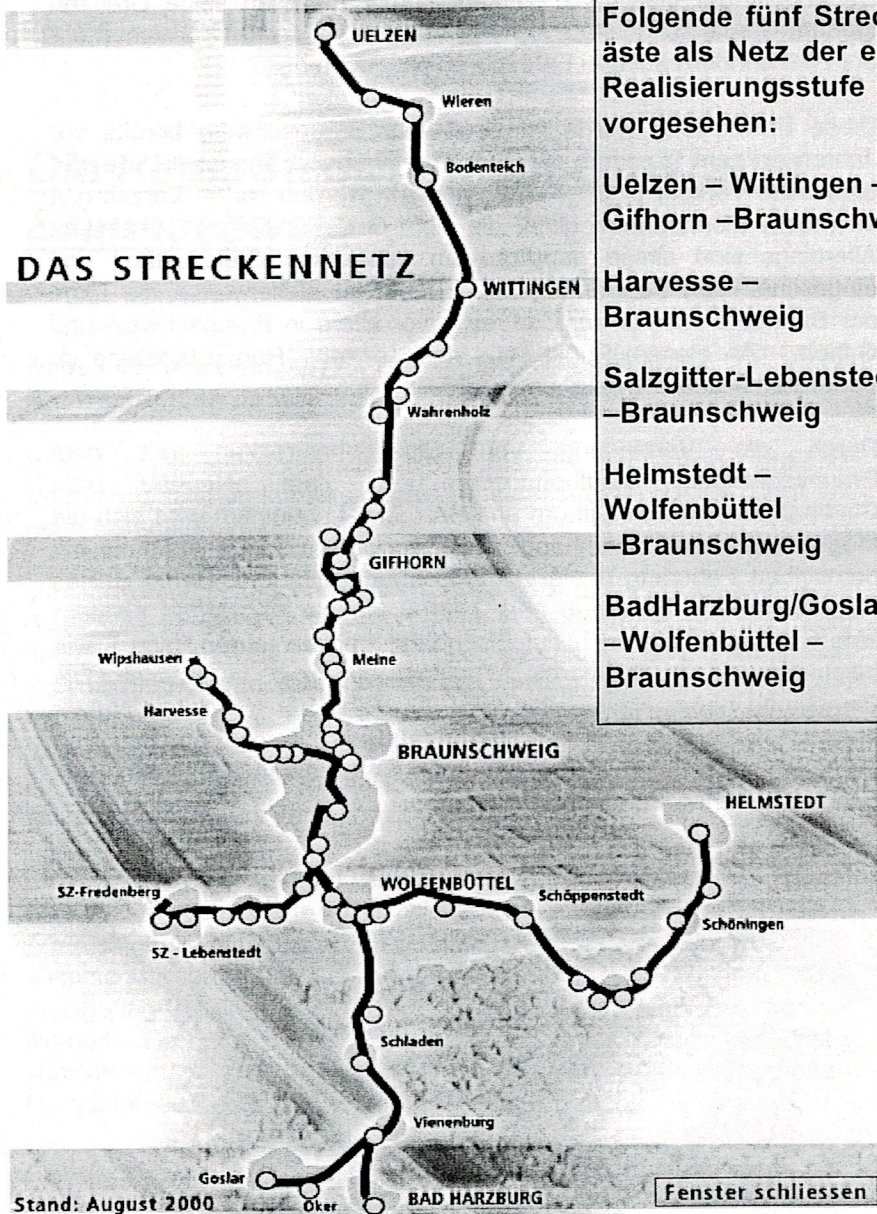 UELZEN
Wieren
Bodenteich
DAS STRECKENNETZ
WITTINGEN
Wahrenholz
GIFHORN
Wipshausen
Meine
Harvesse
BRAUNSCHWEIG
HELMSTEDT
SZ-Fredenberg
WOLFENBÜTTEL
Schöppenstedt
Schöningen
SZ - Lebenstedt
Schladen
Vienenburg
Goslar
Oker
BAD HARZBURG
Stand: August 2000
Fenster schliessen
Folgende fünf Strec
äste als Netz der e
Realisierungsstufe
vorgesehen:
Uelzen – Wittingen –
Gifhorn –Braunschw
Harvesse –
Braunschweig
Salzgitter-Lebenste
–Braunschweig
Helmstedt –
Wolfenbüttel
–Braunschweig
BadHarzburg/Gosla
–Wolfenbüttel –
Braunschweig